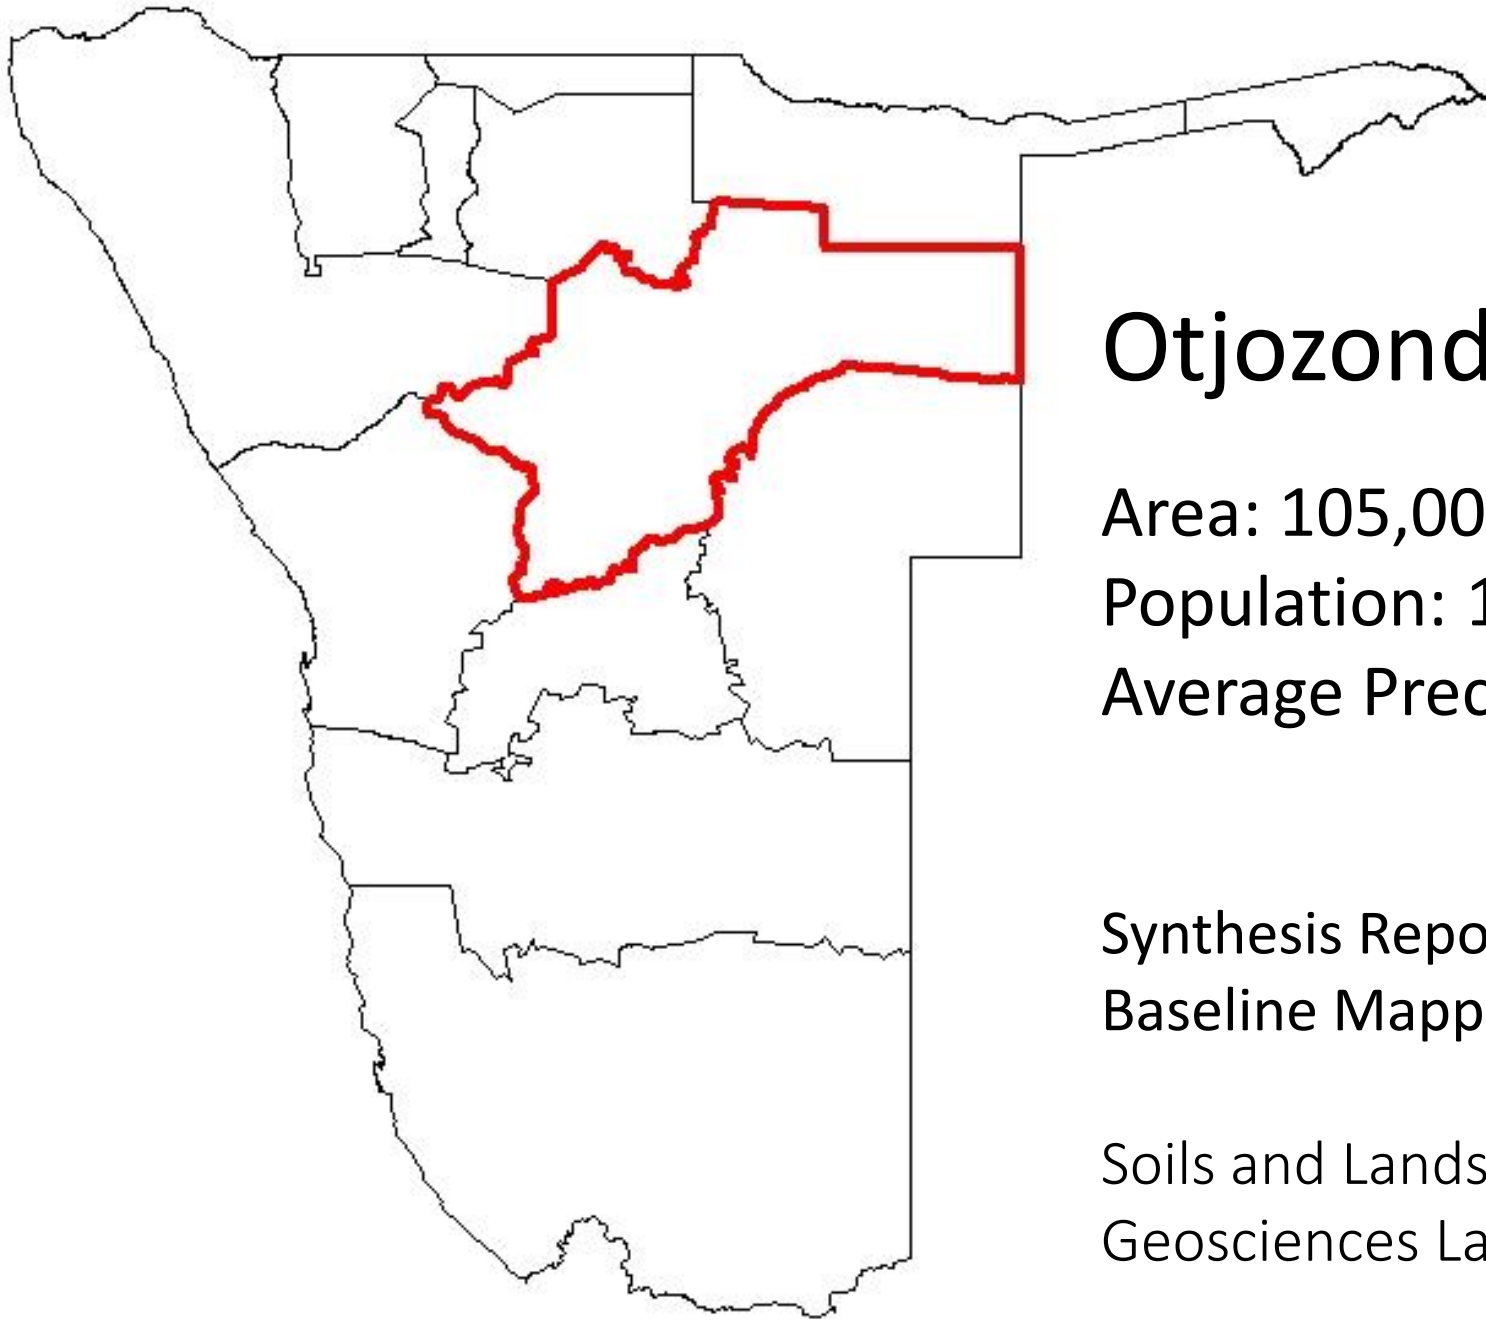 Otjozond
Area: 105,00
Population: 1
Average Prec
Synthesis Repo
Baseline Mapp
Soils and Lands
Geosciences La